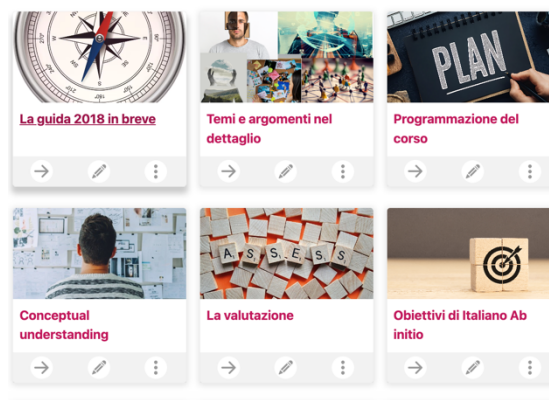 La guida 2018 in breve
Temi e argomenti nel
dettaglio
PLAN
Programmazione del
corso
Conceptual
understanding
ASSESS
La valutazione
Obiettivi di Italiano Ab
initio